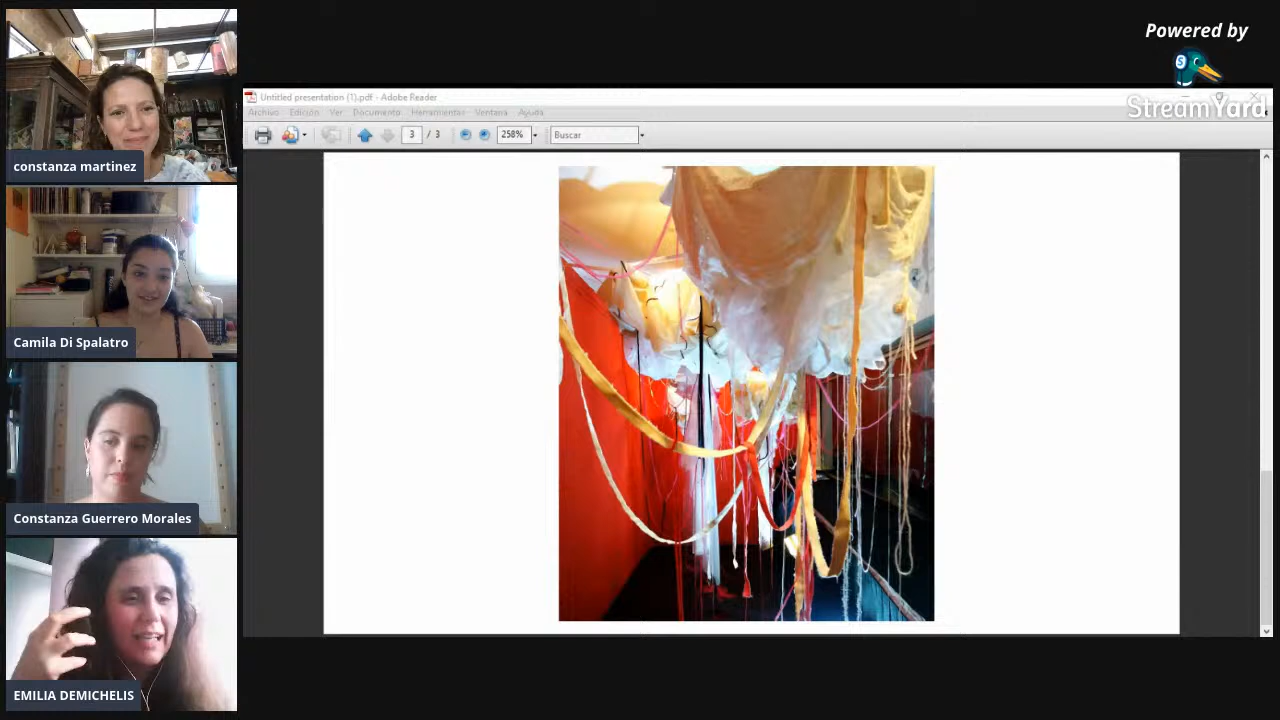 Powered by
S
StreamYard
constanza martinez
Camila Di Spalatro
Constanza Guerrero Morales
EMILIA DEMICHELIS
Untitled presentation (1).pdf - Adobe Reader
Archivo Edición Ver Documento Herramientas Ventana Ayuda
3 / 3 258% Buscar